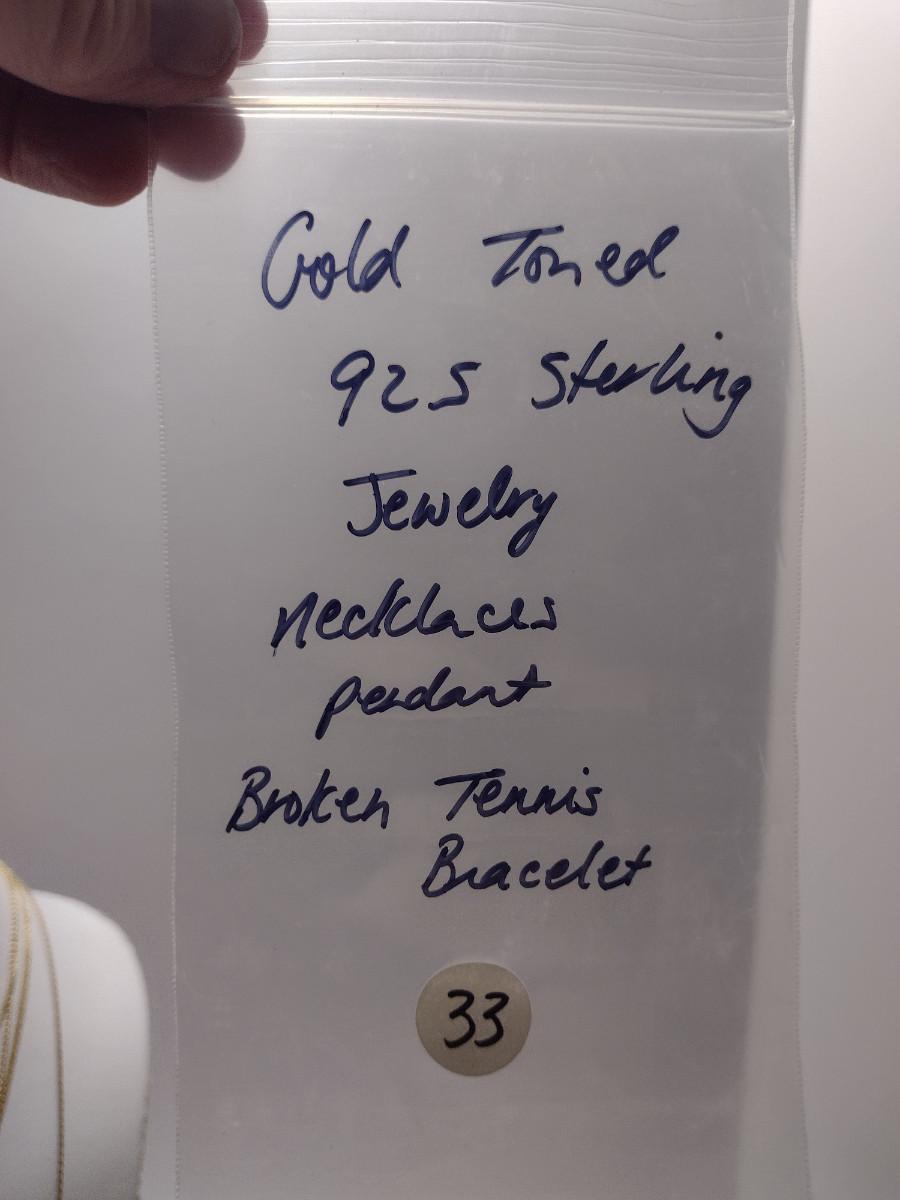 Gold Toned
925 Sterling
Jewelry
Necklaces
pendant
Broken Tennis
Bracelet
33